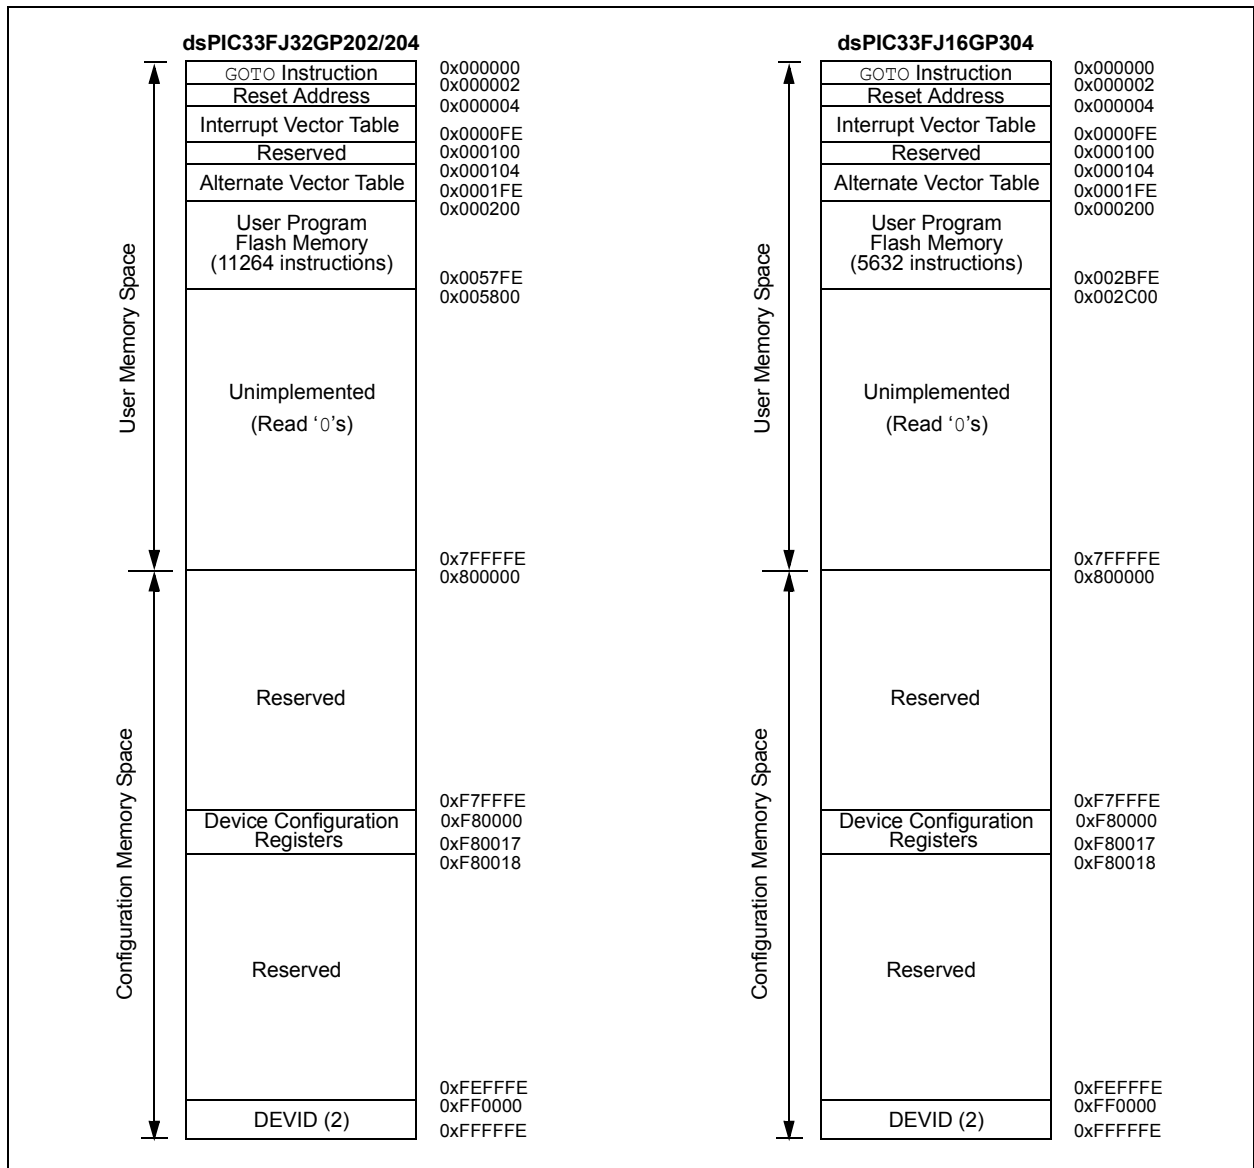 dsPIC33FJ32GP202/204
GOTO Instruction
0x000000
Reset Address
0x000002
0x000004
Interrupt Vector Table
0x0000FE
Reserved
0x000100
0x000104
Alternate Vector Table
0x0001FE
0x000200
User Program
Flash Memory
(11264 instructions)
0x0057FE
0x005800
User Memory Space
Unimplemented
(Read ‘0’s)
0x7FFFFE
0x800000
Reserved
Configuration Memory Space
0xF7FFFE
Device Configuration
Registers
0xF80000
0xF80017
0xF80018
Reserved
0xFEFFFE
0xFF0000
DEVID (2)
0xFFFFFE
dsPIC33FJ16GP304
GOTO Instruction
0x000000
Reset Address
0x000002
0x000004
Interrupt Vector Table
0x0000FE
Reserved
0x000100
0x000104
Alternate Vector Table
0x0001FE
0x000200
User Program
Flash Memory
(5632 instructions)
0x002BFE
0x002C00
User Memory Space
Unimplemented
(Read ‘0’s)
0x7FFFFE
0x800000
Reserved
Configuration Memory Space
0xF7FFFE
Device Configuration
Registers
0xF80000
0xF80017
0xF80018
Reserved
0xFEFFFE
0xFF0000
DEVID (2)
0xFFFFFE